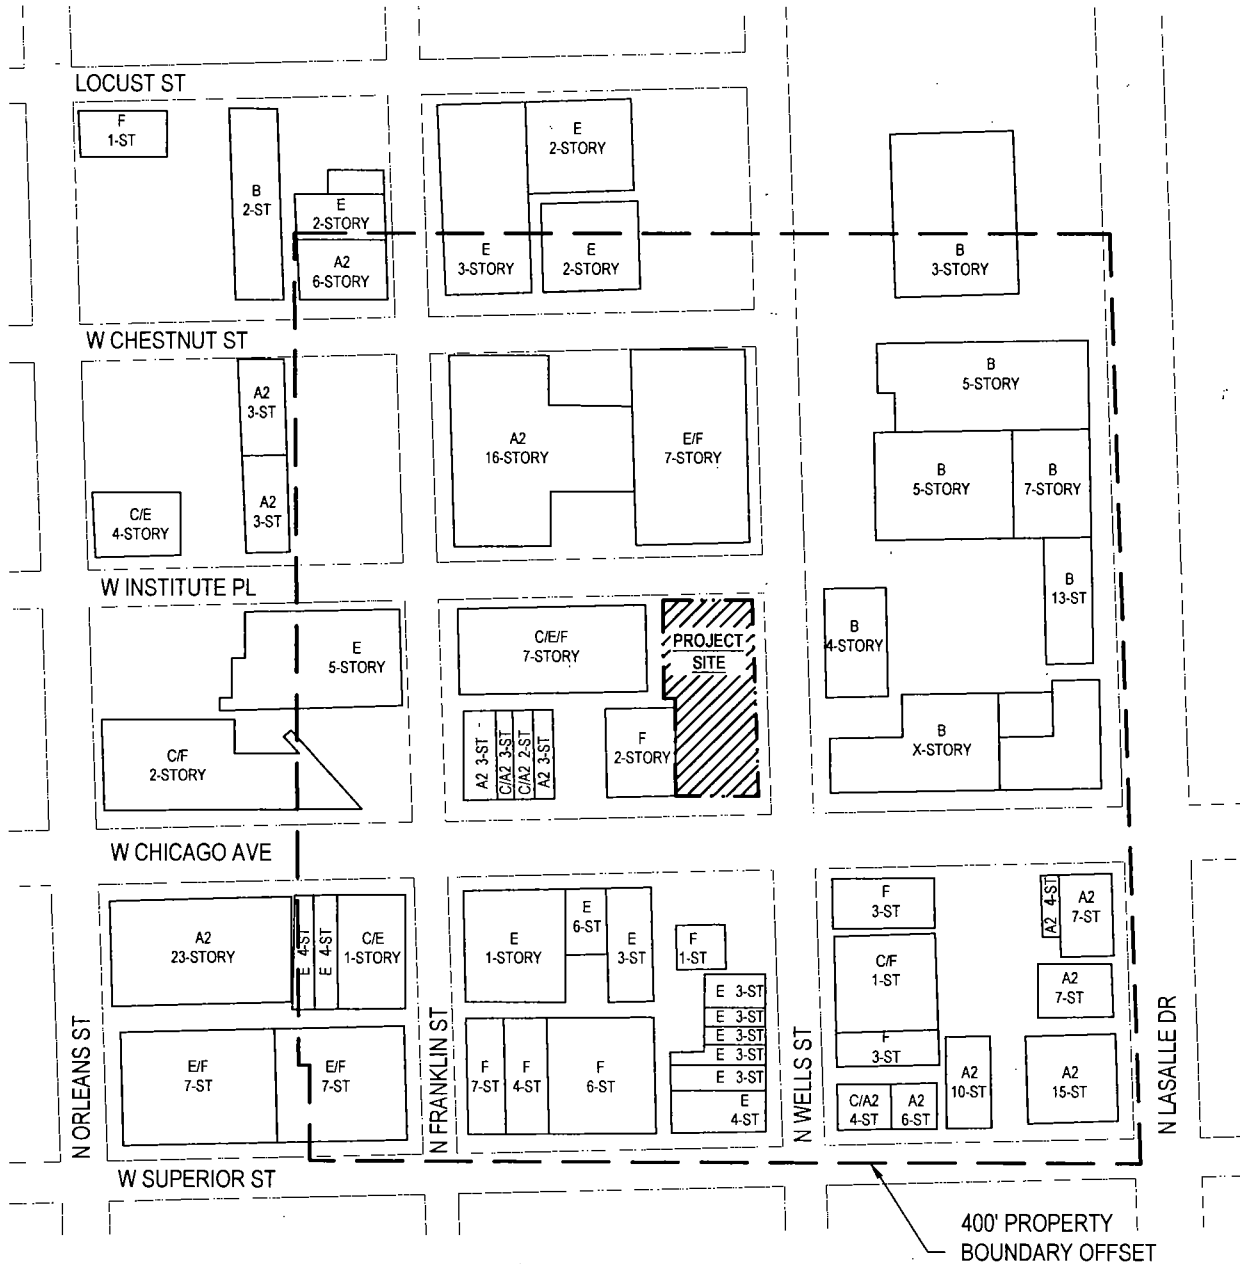 LOCUST ST
F
1-ST
B
2-ST
E
2-STORY
A2
6-STORY
E
2-STORY
E
3-STORY
E
2-STORY
B
3-STORY
W CHESTNUT ST
A2
3-ST
A2
3-ST
C/E
4-STORY
A2
16-STORY
E/F
7-STORY
B
5-STORY
B
5-STORY
B
7-STORY
B
13-ST
W INSTITUTE PL
E
5-STORY
C/F
2-STORY
C/E/F
7-STORY
PROJECT
SITE
A2 3-ST
C/A2 3-ST
C/A2 2-ST
A2 3-ST
F
2-STORY
B
4-STORY
B
X-STORY
W CHICAGO AVE
A2
23-STORY
E 4-ST
E 4-ST
C/E
1-STORY
E
1-STORY
E
6-ST
E
3-ST
F
1-ST
E 3-ST
E 3-ST
E 3-ST
E 3-ST
E 3-ST
E
4-ST
F
3-ST
C/F
1-ST
F
3-ST
A2 4-ST
A2
7-ST
A2
7-ST
A2
15-ST
A2
10-ST
C/A2
4-ST
A2
6-ST
E/F
7-ST
E/F
7-ST
F
7-ST
F
4-ST
F
6-ST
N ORLEANS ST
N FRANKLIN ST
N WELLS ST
N LASALLE DR
W SUPERIOR ST
400' PROPERTY
BOUNDARY OFFSET